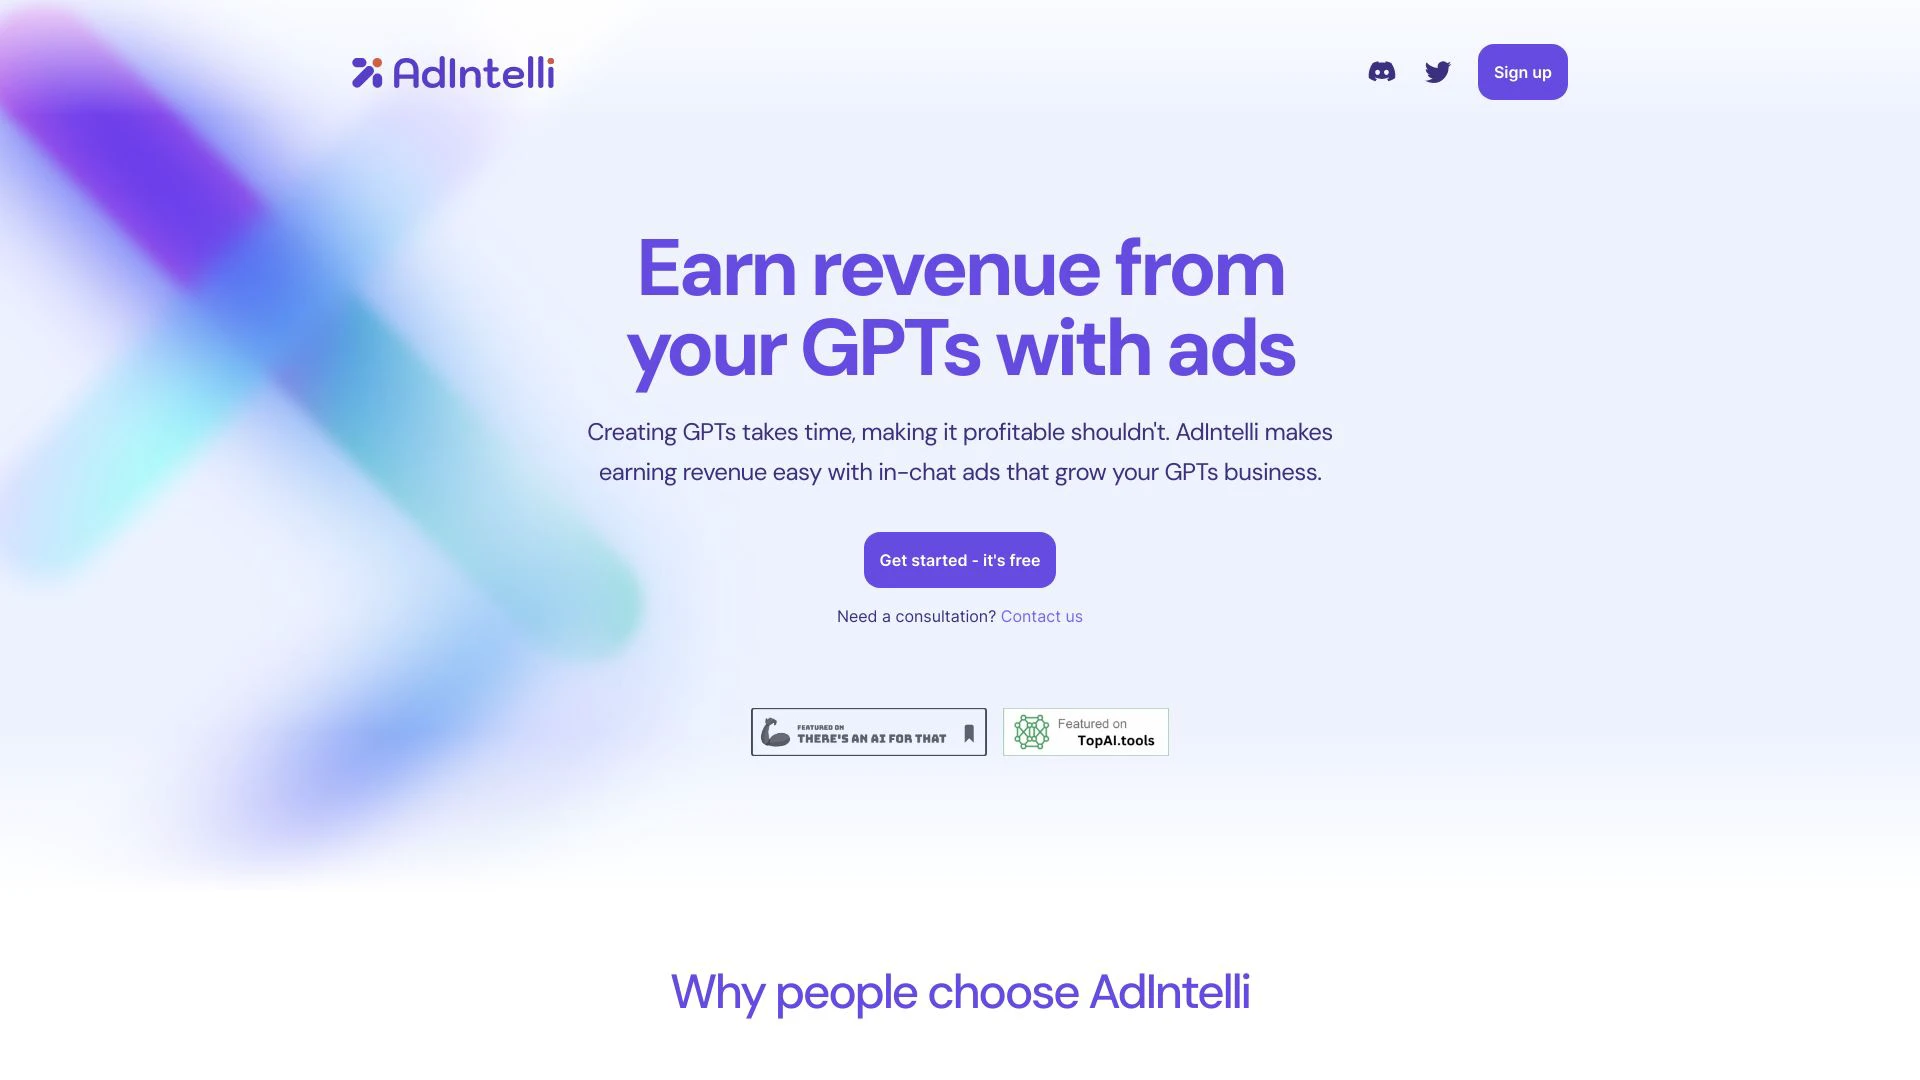 AdIntelli
Sign up
Earn revenue from
your GPTs with ads
Creating GPTs takes time, making it profitable shouldn't. AdIntelli makes
earning revenue easy with in-chat ads that grow your GPTs business.
Get started - it's free
Need a consultation? Contact us
FEATURED ON
THERE'S AN AI FOR THAT
Featured on
TopAI.tools
Why people choose AdIntelli